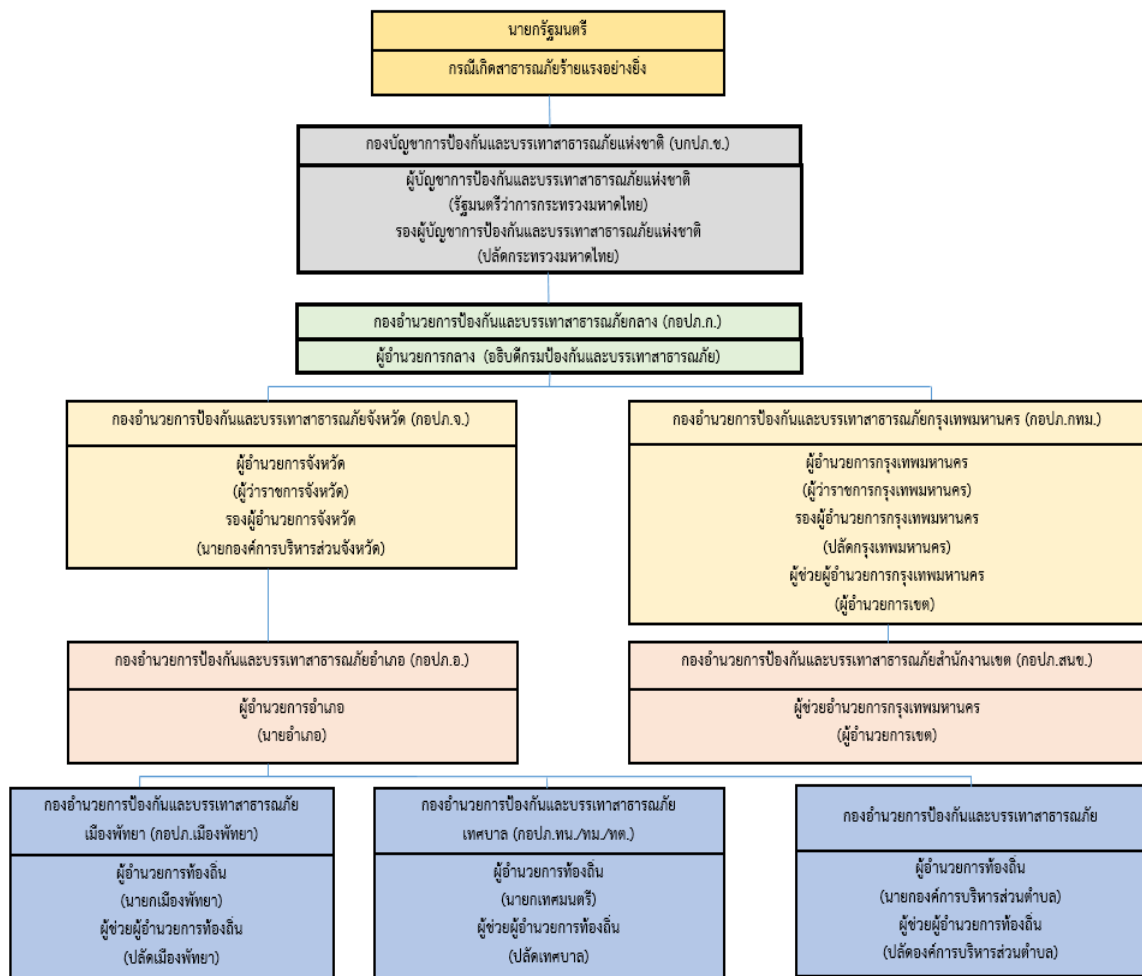 นายกรัฐมนตรี
กรณีเกิดสาธารณภัยร้ายแรงอย่างยิ่ง
กองบัญชาการป้องกันและบรรเทาสาธารณภัยแห่งชาติ (บกปภ.ช.)
ผู้บัญชาการป้องกันและบรรเทาสาธารณภัยแห่งชาติ
(รัฐมนตรีว่าการกระทรวงมหาดไทย)
รองผู้บัญชาการป้องกันและบรรเทาสาธารณภัยแห่งชาติ
(ปลัดกระทรวงมหาดไทย)
กองอำนวยการป้องกันและบรรเทาสาธารณภัยกลาง (กอปภ.ก.)
ผู้อำนวยการกลาง (อธิบดีกรมป้องกันและบรรเทาสาธารณภัย)
กองอำนวยการป้องกันและบรรเทาสาธารณภัยจังหวัด (กอปภ.จ.)
ผู้อำนวยการจังหวัด
(ผู้ว่าราชการจังหวัด)
รองผู้อำนวยการจังหวัด
(นายกองค์การบริหารส่วนจังหวัด)
กองอำนวยการป้องกันและบรรเทาสาธารณภัยกรุงเทพมหานคร (กอปภ.กทม.)
ผู้อำนวยการกรุงเทพมหานคร
(ผู้ว่าราชการกรุงเทพมหานคร)
รองผู้อำนวยการกรุงเทพมหานคร
(ปลัดกรุงเทพมหานคร)
ผู้ช่วยผู้อำนวยการกรุงเทพมหานคร
(ผู้อำนวยการเขต)
กองอำนวยการป้องกันและบรรเทาสาธารณภัยอำเภอ (กอปภ.อ.)
ผู้อำนวยการอำเภอ
(นายอำเภอ)
กองอำนวยการป้องกันและบรรเทาสาธารณภัยสำนักงานเขต (กอปภ.สนข.)
ผู้ช่วยอำนวยการกรุงเทพมหานคร
(ผู้อำนวยการเขต)
กองอำนวยการป้องกันและบรรเทาสาธารณภัย
เมืองพัทยา (กอปภ.เมืองพัทยา)
ผู้อำนวยการท้องถิ่น
(นายกเมืองพัทยา)
ผู้ช่วยผู้อำนวยการท้องถิ่น
(ปลัดเมืองพัทยา)
กองอำนวยการป้องกันและบรรเทาสาธารณภัย
เทศบาล (กอปภ.ทน./ทม./ทต.)
ผู้อำนวยการท้องถิ่น
(นายกเทศมนตรี)
ผู้ช่วยผู้อำนวยการท้องถิ่น
(ปลัดเทศบาล)
กองอำนวยการป้องกันและบรรเทาสาธารณภัย
ผู้อำนวยการท้องถิ่น
(นายกองค์การบริหารส่วนตำบล)
ผู้ช่วยผู้อำนวยการท้องถิ่น
(ปลัดองค์การบริหารส่วนตำบล)